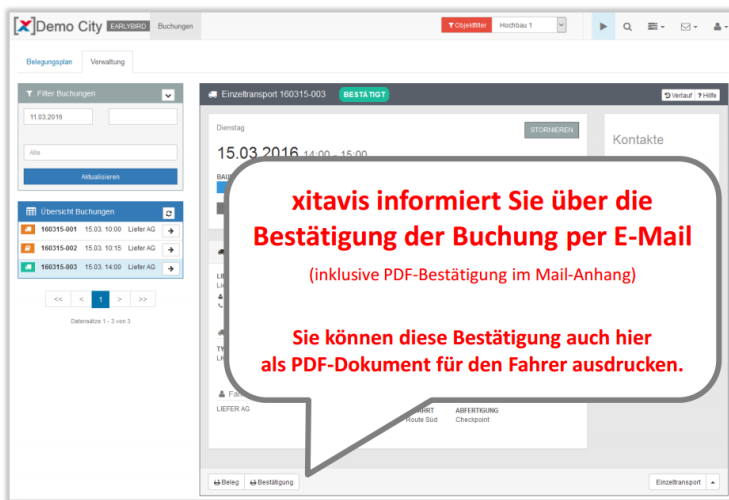 [X]Demo City EARLYBIRD Buchungen
Objektfilter Hochbau 1
Belegungsplan Verwaltung
Filter Buchungen
11.03.2016
Alle
Aktualisieren
Übersicht Buchungen
160315-001 15.03. 10:00 Liefer AG
160315-002 15.03. 10:15 Liefer AG
160315-003 15.03. 14:00 Liefer AG
<< < 1 > >>
Datensätze 1 - 3 von 3
Einzeltransport 160315-003 BESTÄTIGT
Verlauf ? Hilfe
Dienstag
STORNIEREN
15.03.2016 14:00 - 15:00
Kontakte
xitavis informiert Sie über die
Bestätigung der Buchung per E-Mail
(inklusive PDF-Bestätigung im Mail-Anhang)
Sie können diese Bestätigung auch hier
als PDF-Dokument für den Fahrer ausdrucken.
LIEFER AG
Route Süd
ABFERTIGUNG
Checkpoint
Beleg Bestätigung
Einzeltransport